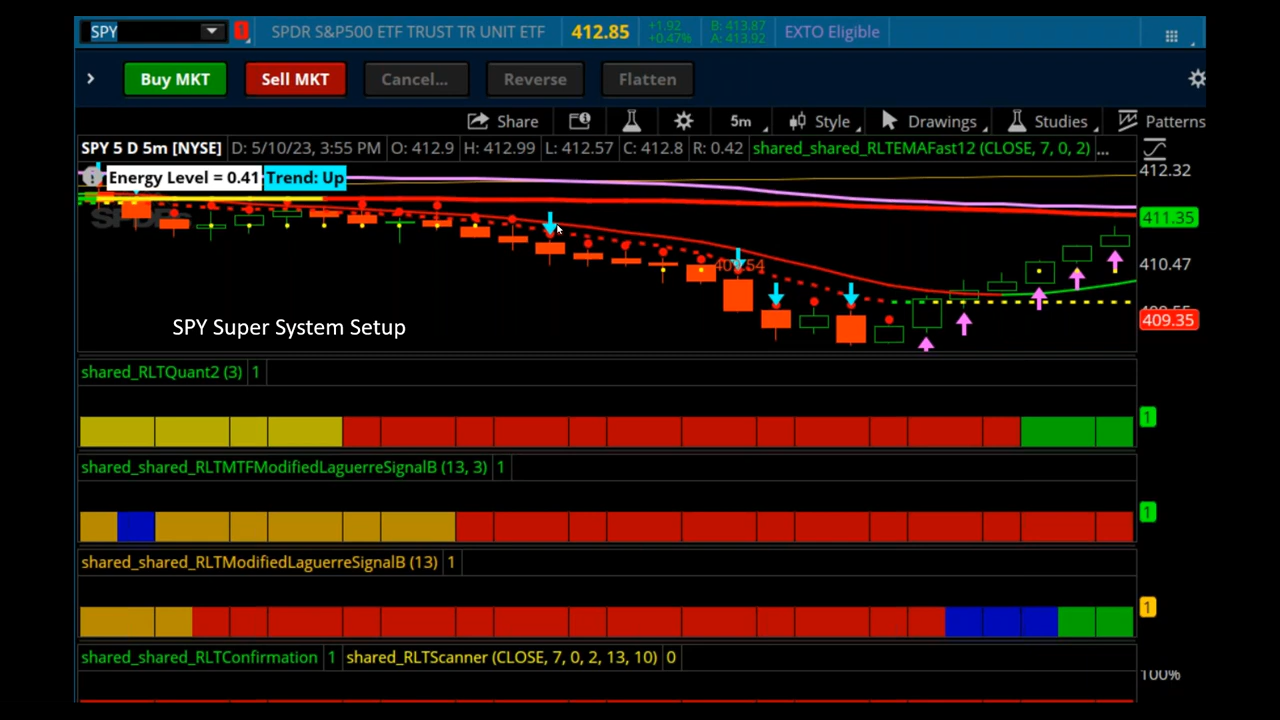 SPY 1 SPDR S&P500 ETF TRUST TR UNIT ETF 412.85 +1.92 +0.47% B: 413.87 A: 413.92 EXTO Eligible
Buy MKT Sell MKT Cancel... Reverse Flatten
Share 5m Style Drawings Studies Patterns
SPY 5 D 5m [NYSE] D: 5/10/23, 3:55 PM O: 412.9 H: 412.99 L: 412.57 C: 412.8 R: 0.42 shared_shared_RLTEMAFast12 (CLOSE, 7, 0, 2) ...
412.32
Energy Level = 0.41 Trend: Up
411.35
410.47
409.54
409.35
SPY Super System Setup
shared_RLTQuant2 (3) 1
1
shared_shared_RLTMTFModifiedLaguerreSignalB (13, 3) 1
1
shared_shared_RLTModifiedLaguerreSignalB (13) 1
1
shared_shared_RLTConfirmation 1 shared_RLTScanner (CLOSE, 7, 0, 2, 13, 10) 0
100%